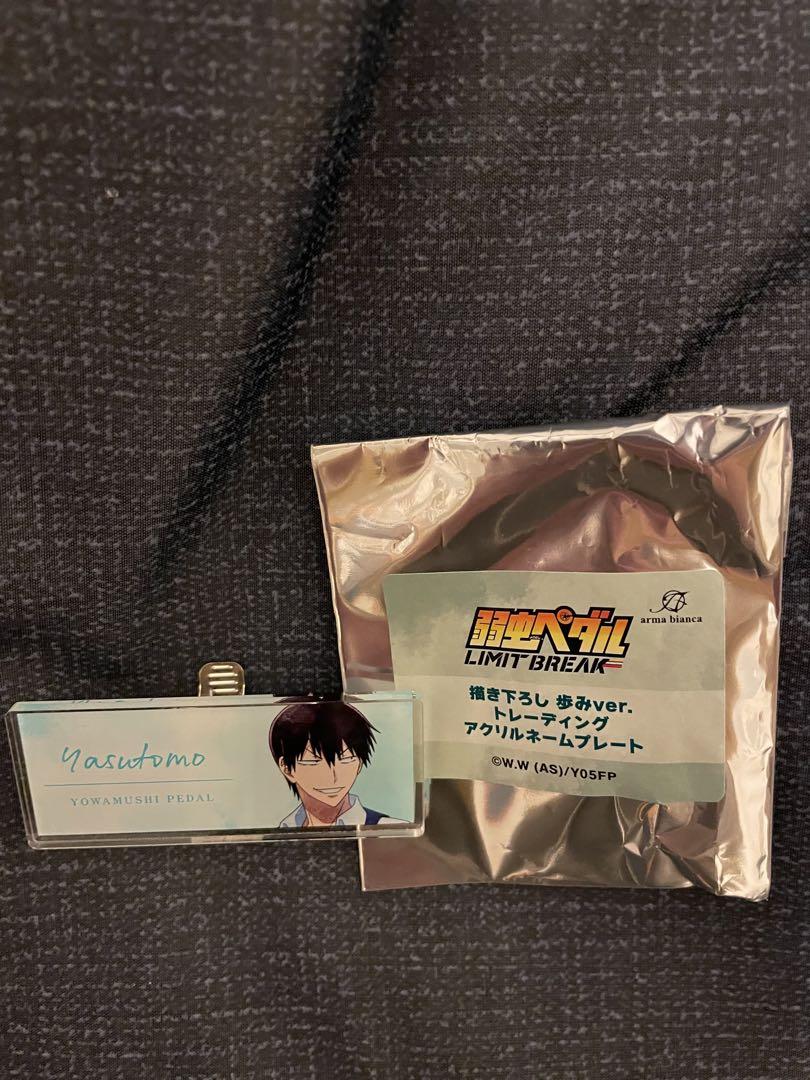 yasutomo
YOWAMUSHI PEDAL
弱虫ペダル
LIMIT BREAK
arma bianca
描き下ろし 歩みver.
トレーディング
アクリルネームプレート
©W.W (AS)/Y05FP